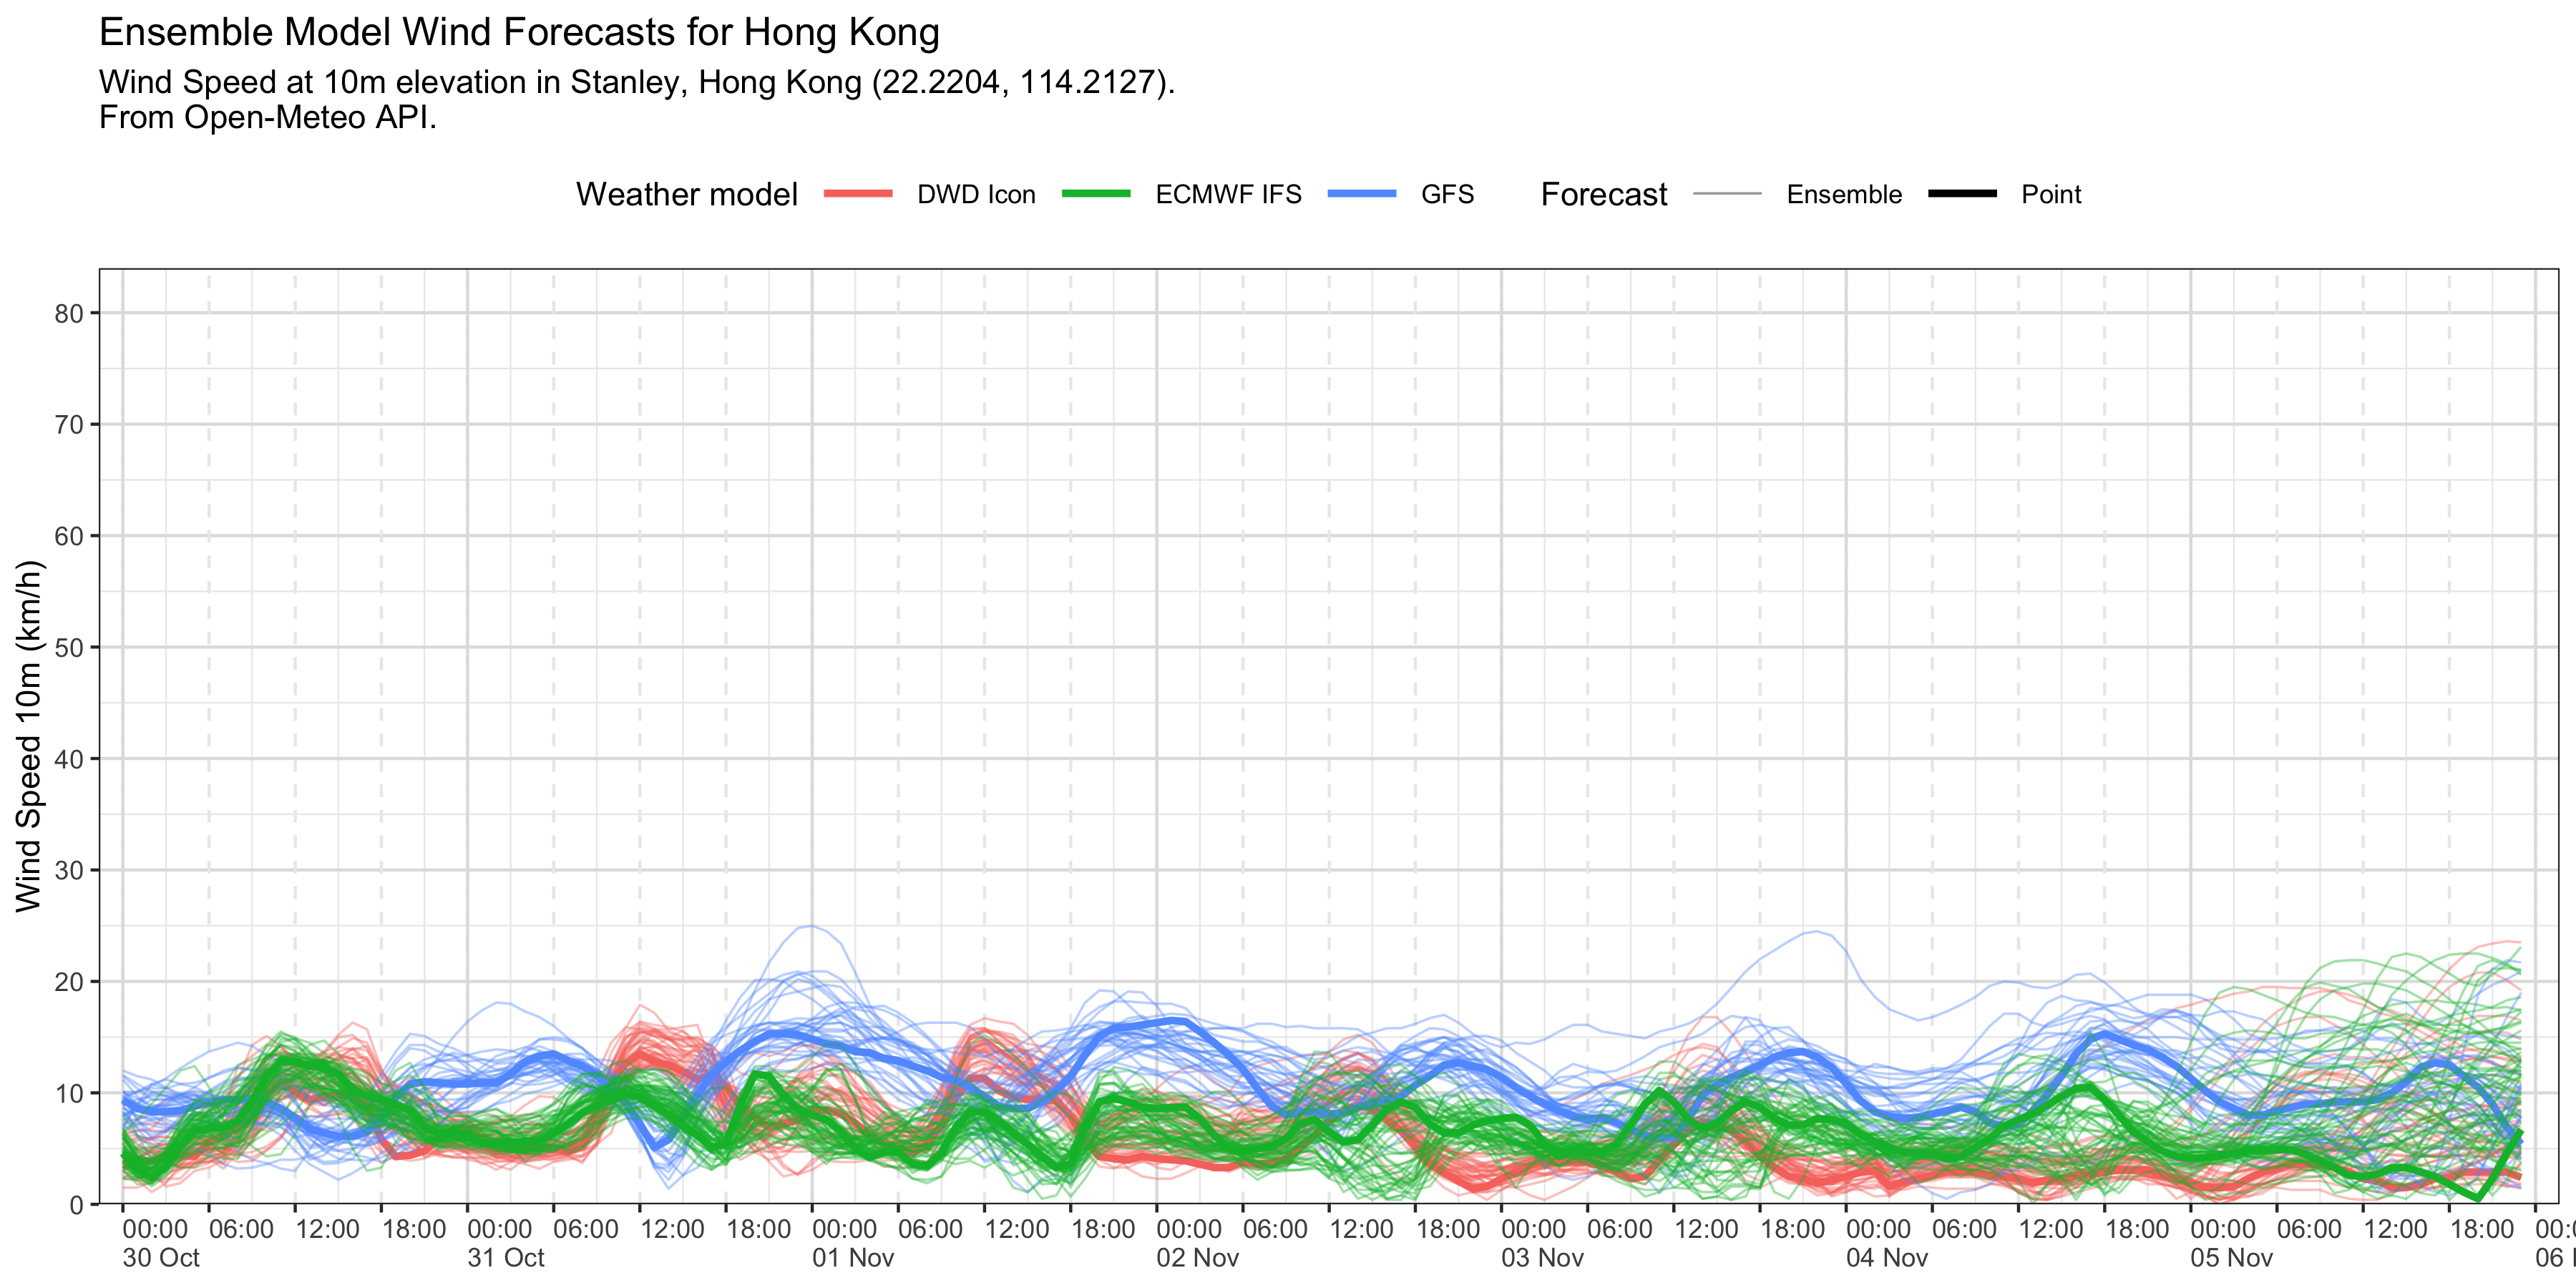 Ensemble Model Wind Forecasts for Hong Kong
Wind Speed at 10m elevation in Stanley, Hong Kong (22.2204, 114.2127).
From Open-Meteo API.
Weather model DWD Icon ECMWF IFS GFS Forecast Ensemble Point
Wind Speed 10m (km/h)
80
70
60
50
40
30
20
10
0
00:00 06:00 12:00 18:00 00:00 06:00 12:00 18:00 00:00 06:00 12:00 18:00 00:00 06:00 12:00 18:00 00:00 06:00 12:00 18:00 00:00 06:00 12:00 18:00 00:00 06:00 12:00 18:00
30 Oct 31 Oct 01 Nov 02 Nov 03 Nov 04 Nov 05 Nov 06